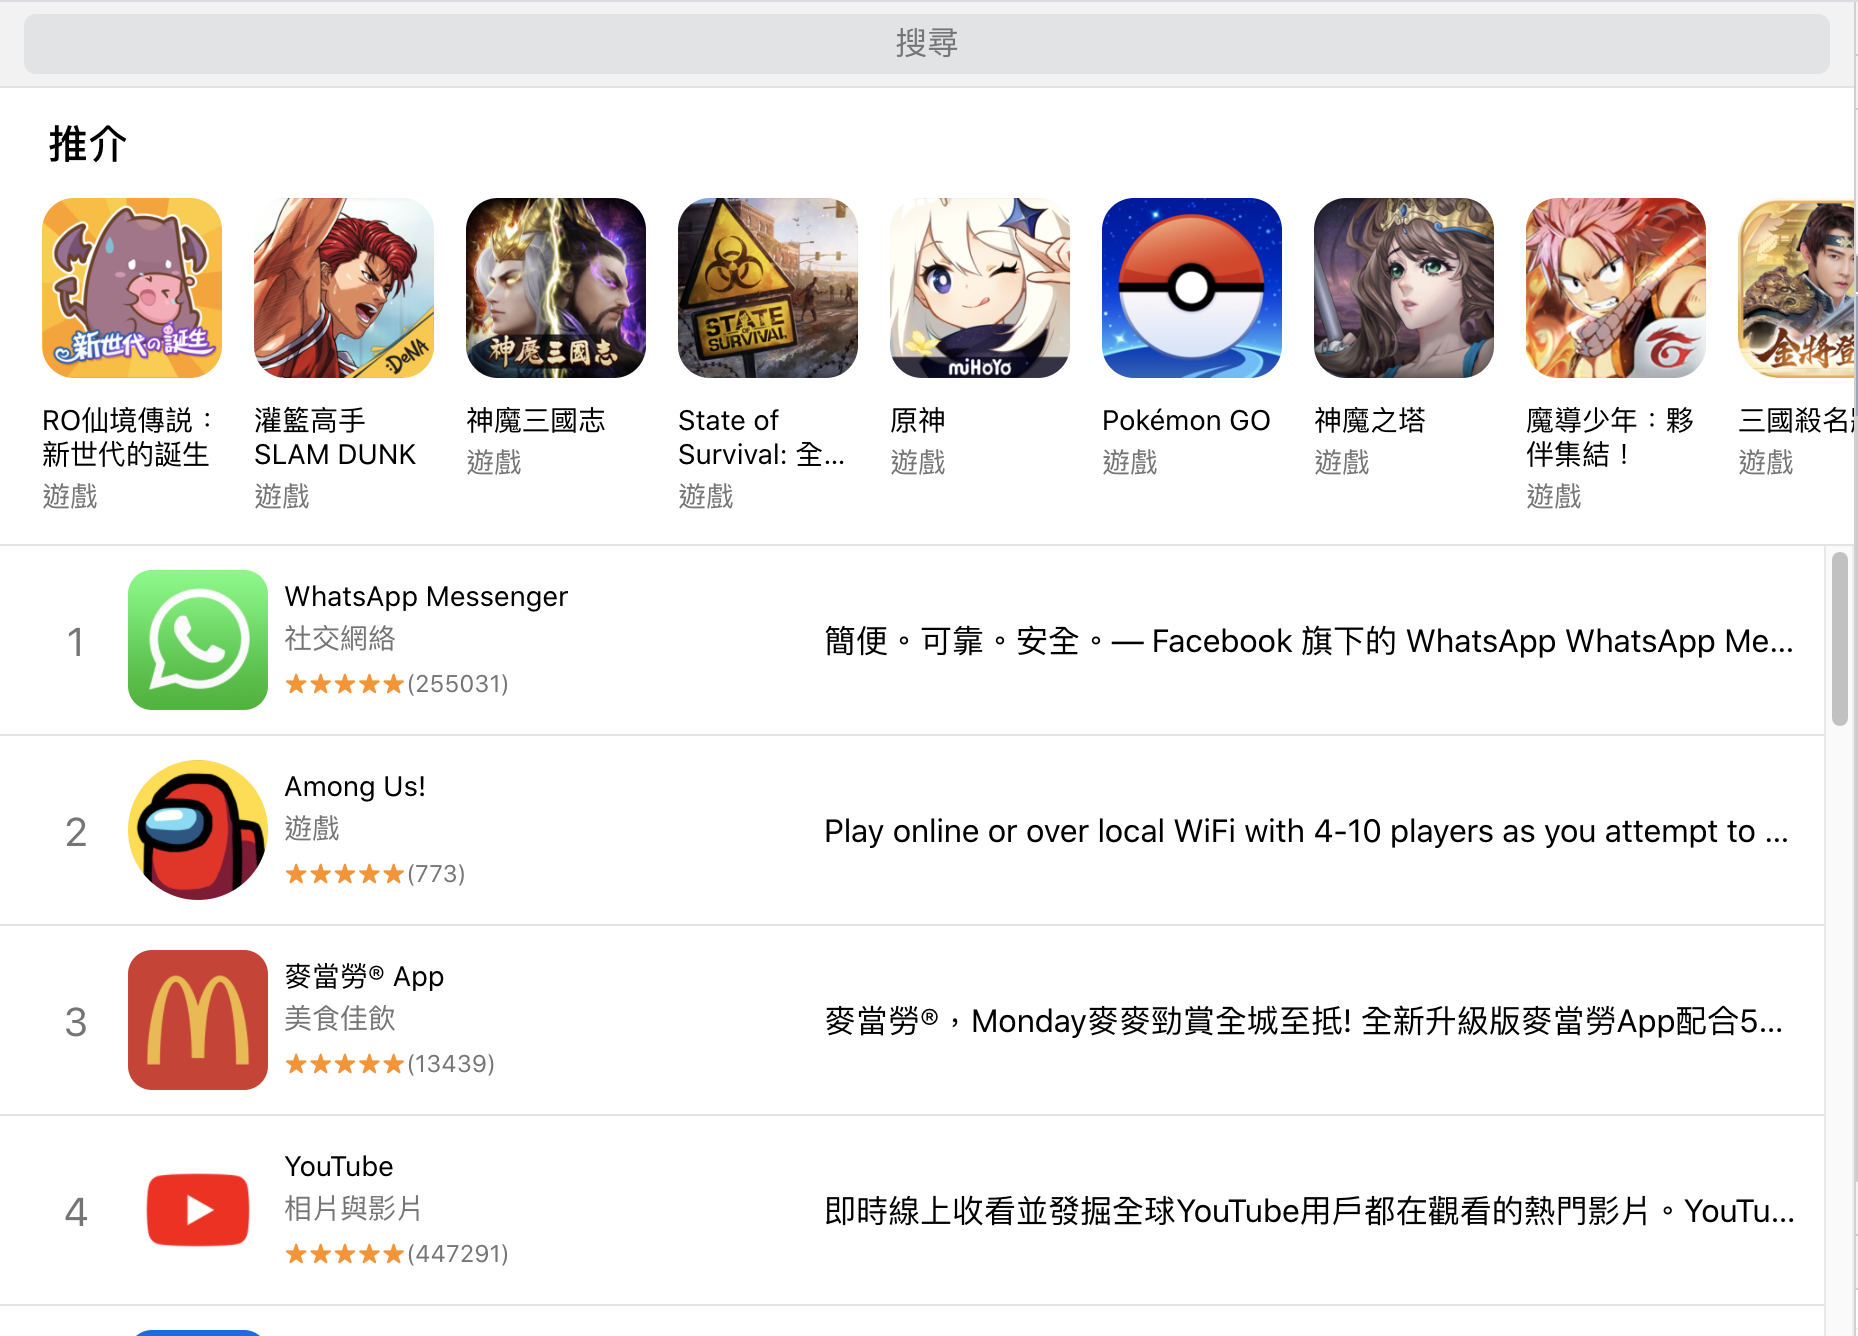 搜尋
推介
新世代の誕生
:DeNA
神魔三國志
STATE
OF
SURVIVAL
miHoYo
金將登
RO仙境傳説：
新世代的誕生
遊戲
灌籃高手
SLAM DUNK
遊戲
神魔三國志
遊戲
State of
Survival: 全...
遊戲
原神
遊戲
Pokémon GO
遊戲
神魔之塔
遊戲
魔導少年：夥
伴集結！
遊戲
三國殺名將
遊戲
1
WhatsApp Messenger
社交網絡
★★★★★(255031)
簡便。可靠。安全。— Facebook 旗下的 WhatsApp WhatsApp Me...
2
Among Us!
遊戲
★★★★★(773)
Play online or over local WiFi with 4-10 players as you attempt to ...
3
麥當勞® App
美食佳飲
★★★★★(13439)
麥當勞®，Monday麥麥勁賞全城至抵! 全新升級版麥當勞App配合5...
4
YouTube
相片與影片
★★★★★(447291)
即時線上收看並發掘全球YouTube用戶都在觀看的熱門影片。YouTu...